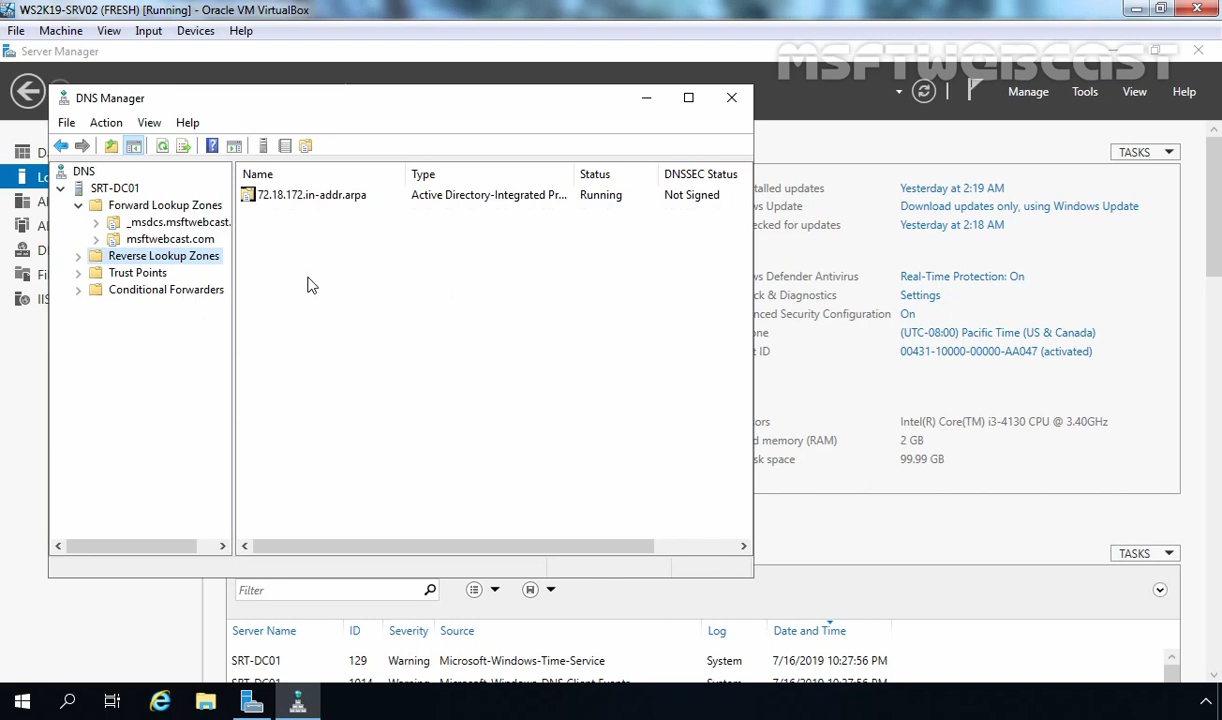 WS2K19-SRV02 (FRESH) [Running] - Oracle VM VirtualBox
File Machine View Input Devices Help
Server Manager
MSFTWEBCAST
Manage Tools View Help
DNS Manager
File Action View Help
DNS
SRT-DC01
Forward Lookup Zones
_msdcs.msftwebcast.
msftwebcast.com
Reverse Lookup Zones
Trust Points
Conditional Forwarders
Name Type Status DNSSEC Status
72.18.172.in-addr.arpa Active Directory-Integrated Pr... Running Not Signed
TASKS
talled updates Yesterday at 2:19 AM
Update Download updates only, using Windows Update
hecked for updates Yesterday at 2:18 AM
ws Defender Antivirus Real-Time Protection: On
& Diagnostics Settings
nced Security Configuration On
one (UTC-08:00) Pacific Time (US & Canada)
t ID 00431-10000-00000-AA047 (activated)
ors Intel(R) Core(TM) i3-4130 CPU @ 3.40GHz
d memory (RAM) 2 GB
sk space 99.99 GB
TASKS
Filter
Server Name ID Severity Source Log Date and Time
SRT-DC01 129 Warning Microsoft-Windows-Time-Service System 7/16/2019 10:27:56 PM